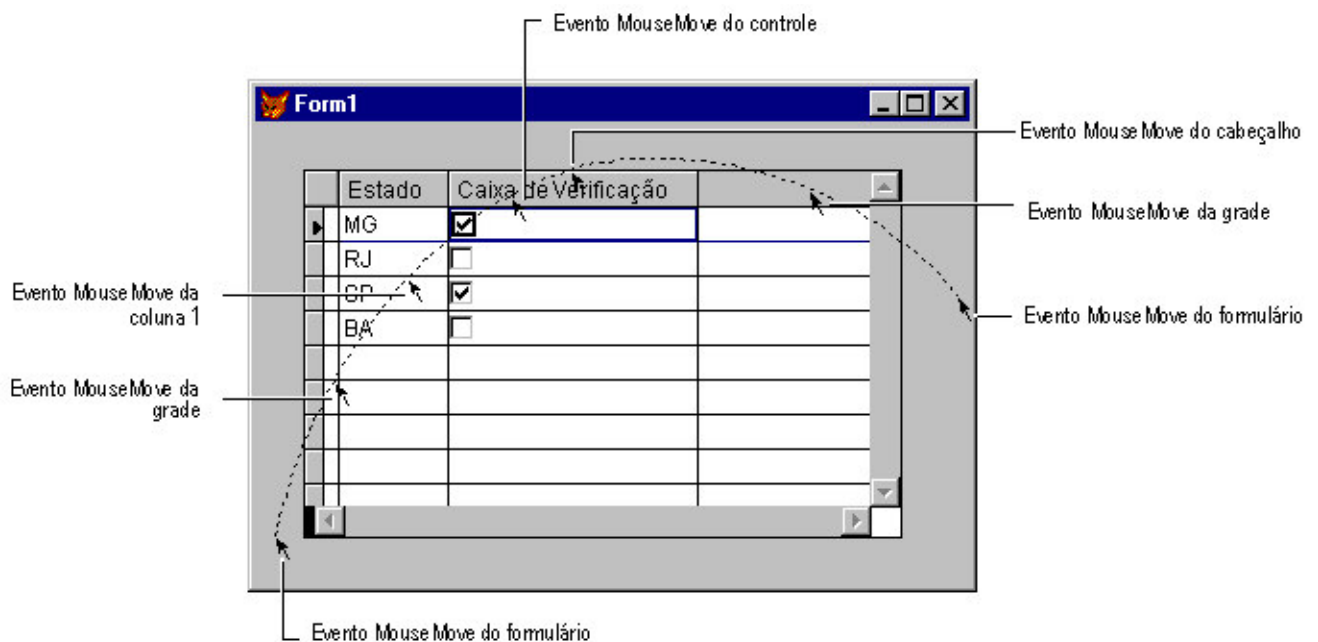 Evento MouseMove do controle
Form1
Evento MouseMove do cabeçalho
Estado Caixa de Verificação
Evento MouseMove da grade
MG
RJ
Evento MouseMove da
coluna 1
SP
Evento MouseMove do formulário
BA
Evento MouseMove da
grade
Evento MouseMove do formulário